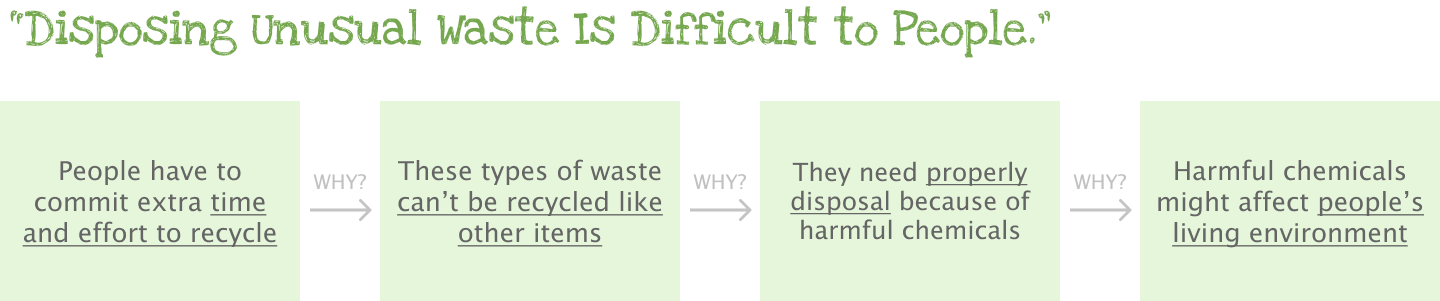 "Disposing Unusual Waste Is Difficult to People."
People have to
commit extra time
and effort to recycle
WHY?
These types of waste
can't be recycled like
other items
WHY?
They need properly
disposal because of
harmful chemicals
WHY?
Harmful chemicals
might affect people's
living environment